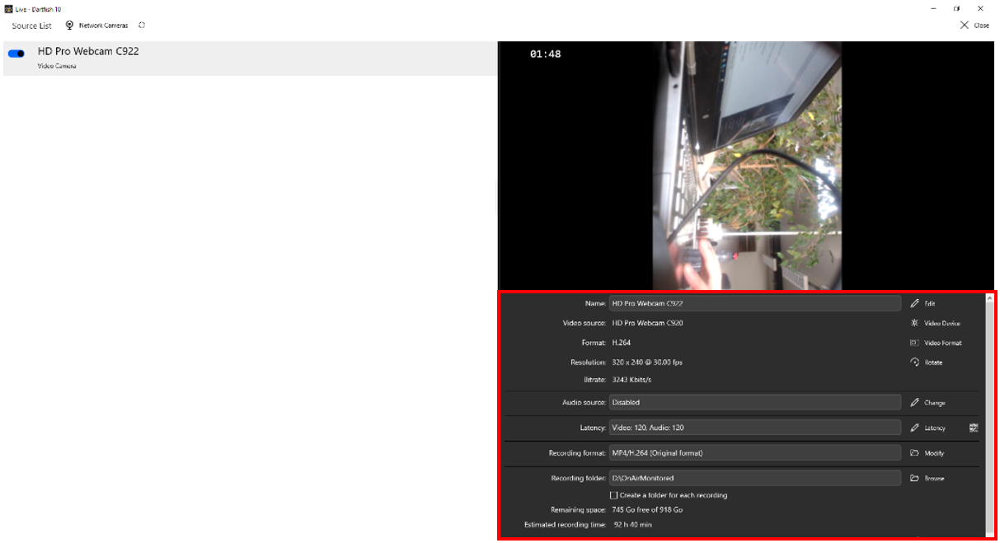 Live - Dartfish 10
Source List Network Cameras
Close
HD Pro Webcam C922
Video Camera
01:48
Name: HD Pro Webcam C922 Edit
Video source: HD Pro Webcam C920 Video Device
Format: H.264 Video Format
Resolution: 320 x 240 @ 30.00 fps Rotate
Bitrate: 3243 Kbits/s
Audio source: Disabled Change
Latency: Video: 120, Audio: 120 Latency
Recording format: MP4/H.264 (Original format) Modify
Recording folder: D:\OnAirMonitored Browse
Create a folder for each recording
Remaining space: 745 Go free of 918 Go
Estimated recording time: 92 h 40 min